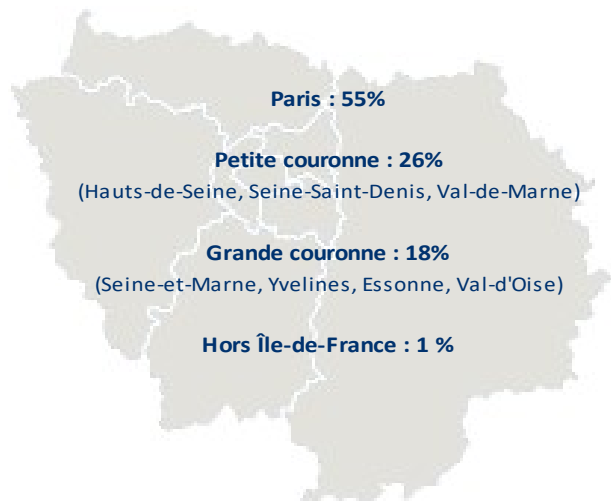 Paris : 55%
Petite couronne : 26%
(Hauts-de-Seine, Seine-Saint-Denis, Val-de-Marne)
Grande couronne : 18%
(Seine-et-Marne, Yvelines, Essonne, Val-d'Oise)
Hors Île-de-France : 1 %